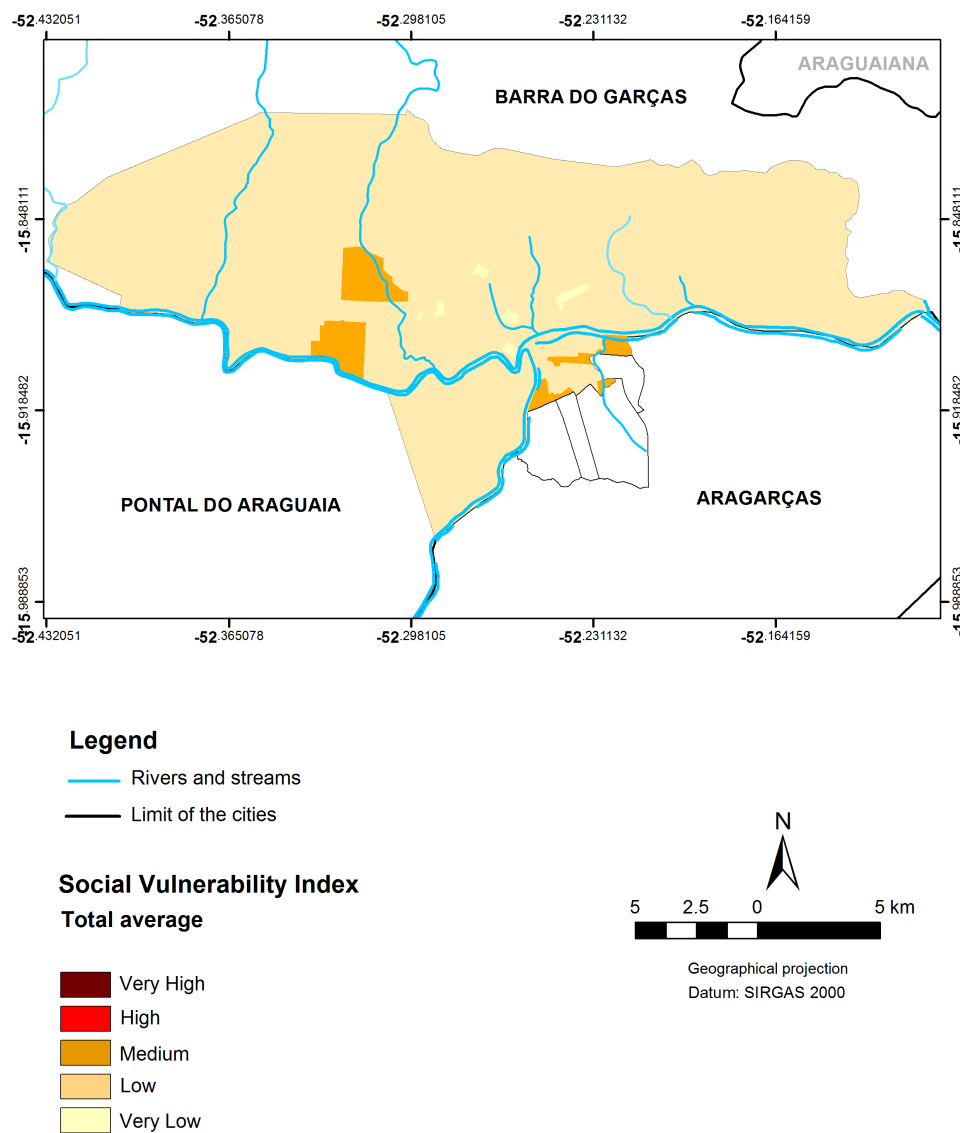 -52.432051 -52.365078 -52.298105 -52.231132 -52.164159
ARAGUAIANA
BARRA DO GARÇAS
-15.848111 -15.848111
-15.918482 -15.918482
PONTAL DO ARAGUAIA
ARAGARÇAS
-15.988853 -15.988853
-52.432051 -52.365078 -52.298105 -52.231132 -52.164159
Legend
Rivers and streams
Limit of the cities
N
Social Vulnerability Index
Total average
5 2.5 0 5 km
Geographical projection
Datum: SIRGAS 2000
Very High
High
Medium
Low
Very Low